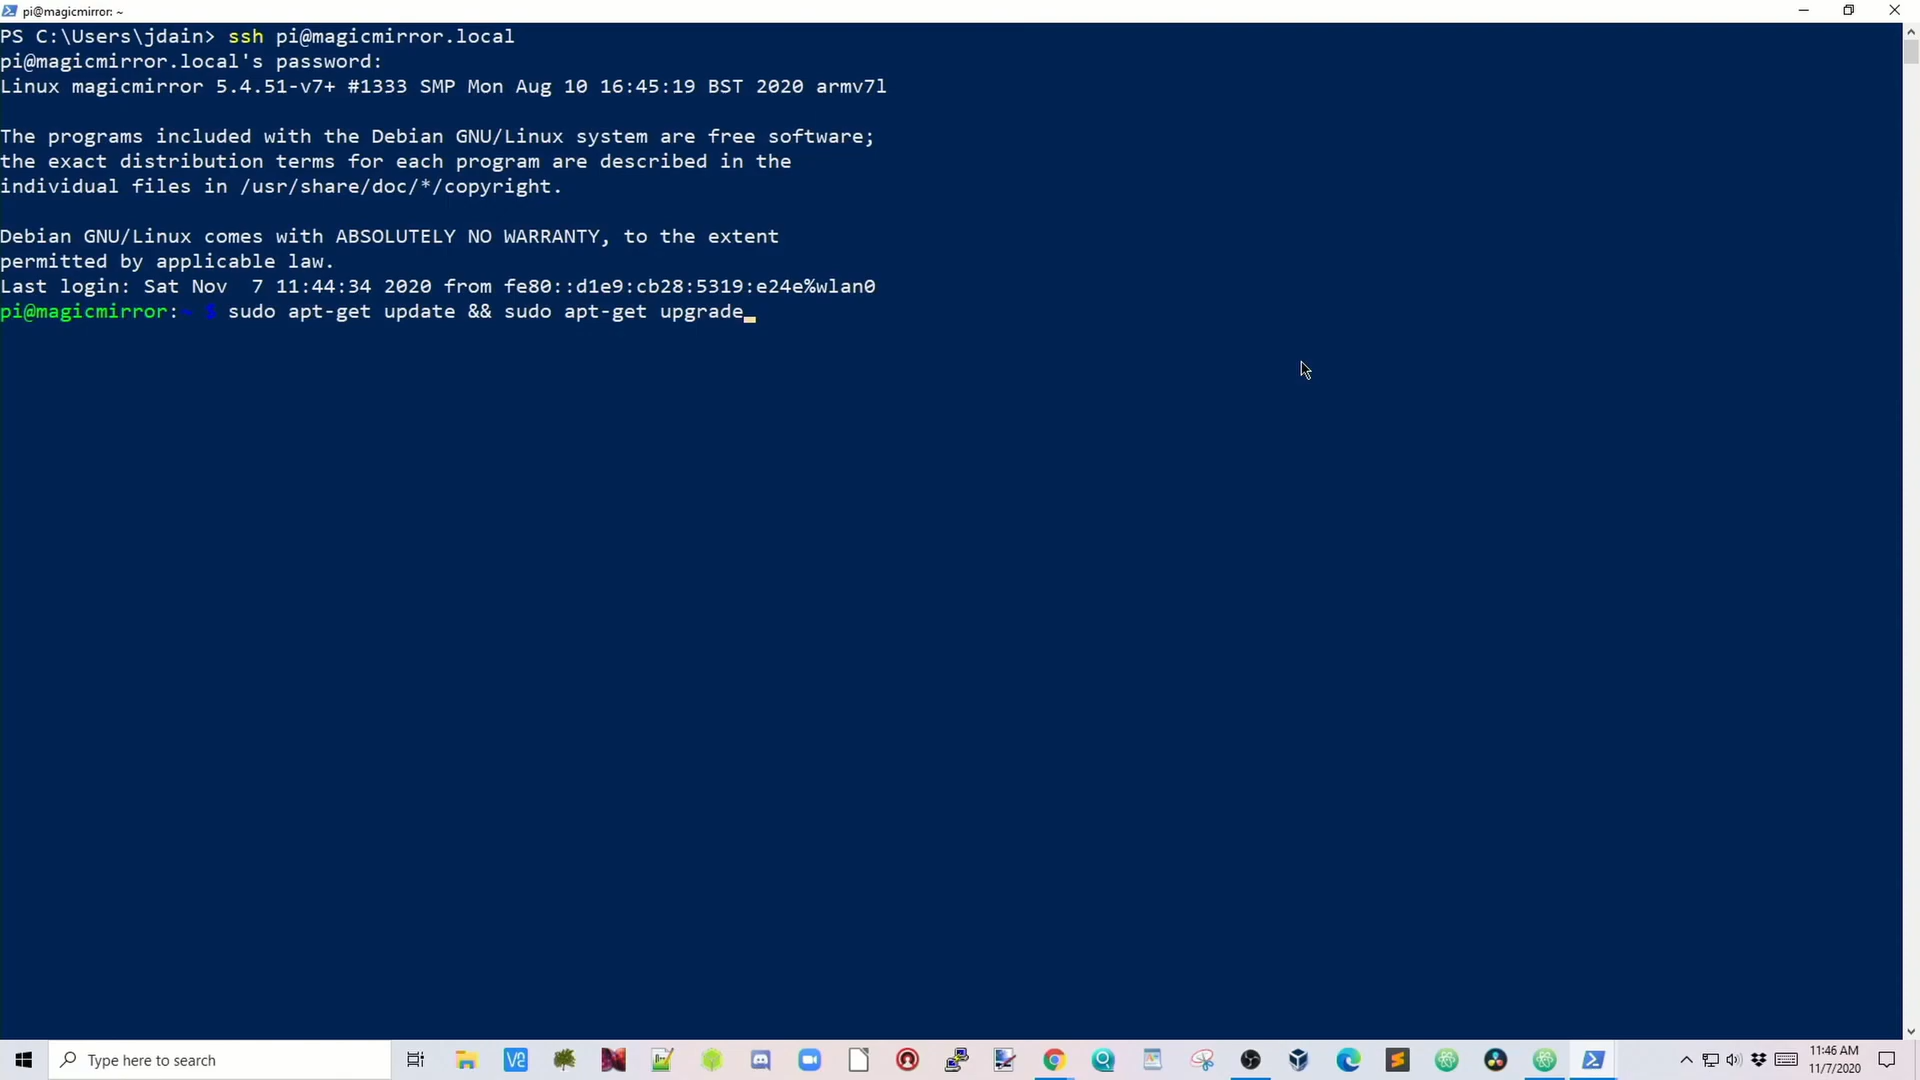 pi@magicmirror: ~
PS C:\Users\jdain> ssh pi@magicmirror.local
pi@magicmirror.local's password:
Linux magicmirror 5.4.51-v7+ #1333 SMP Mon Aug 10 16:45:19 BST 2020 armv7l
The programs included with the Debian GNU/Linux system are free software;
the exact distribution terms for each program are described in the
individual files in /usr/share/doc/*/copyright.
Debian GNU/Linux comes with ABSOLUTELY NO WARRANTY, to the extent
permitted by applicable law.
Last login: Sat Nov  7 11:44:34 2020 from fe80::d1e9:cb28:5319:e24e%wlan0
pi@magicmirror:~ $ sudo apt-get update && sudo apt-get upgrade
Type here to search
11:46 AM
11/7/2020